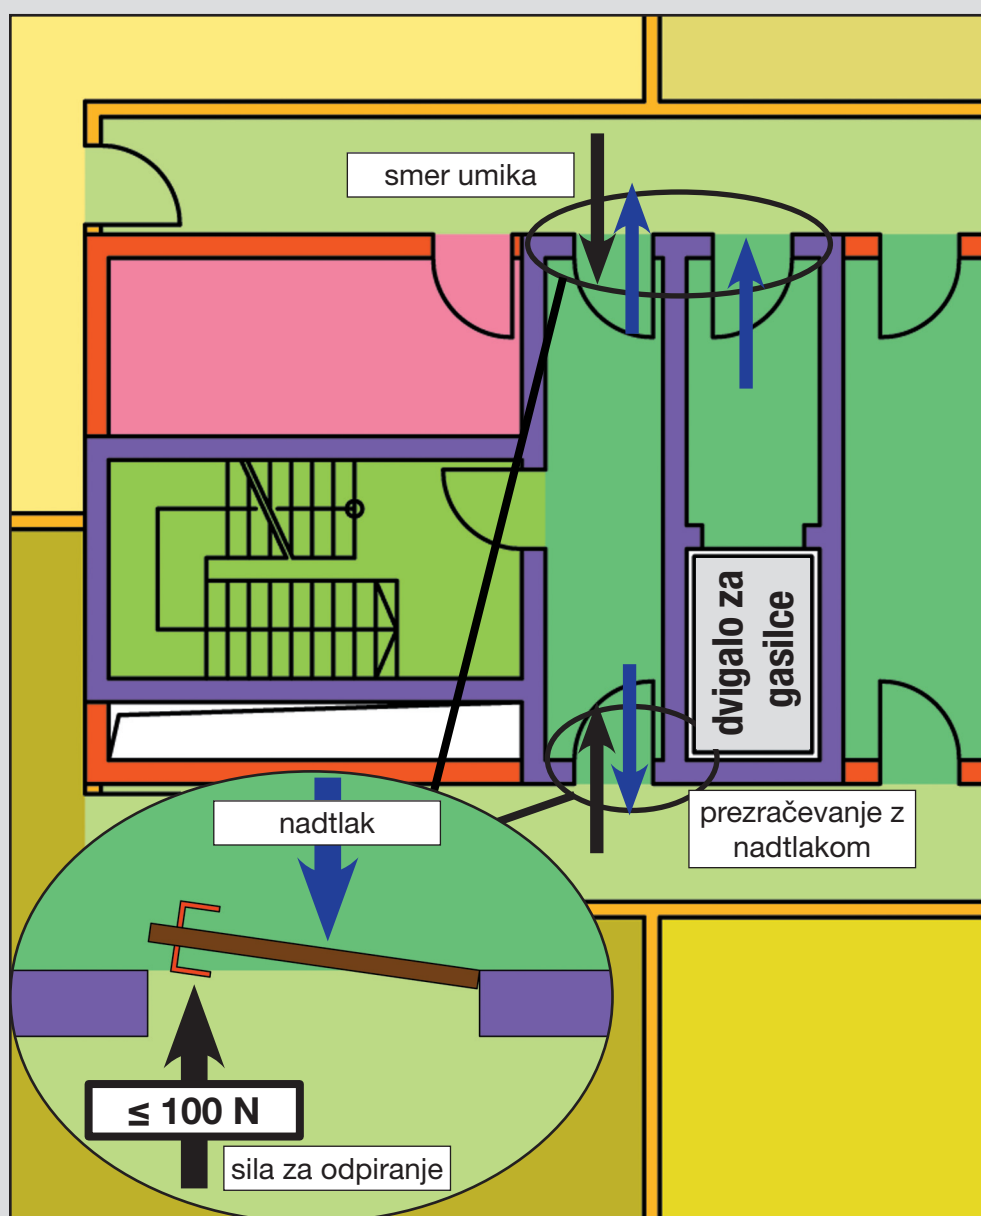 smer umika
dvigalo za
gasilce
nadtlak
prezračevanje z
nadtlakom
≤ 100 N
sila za odpiranje